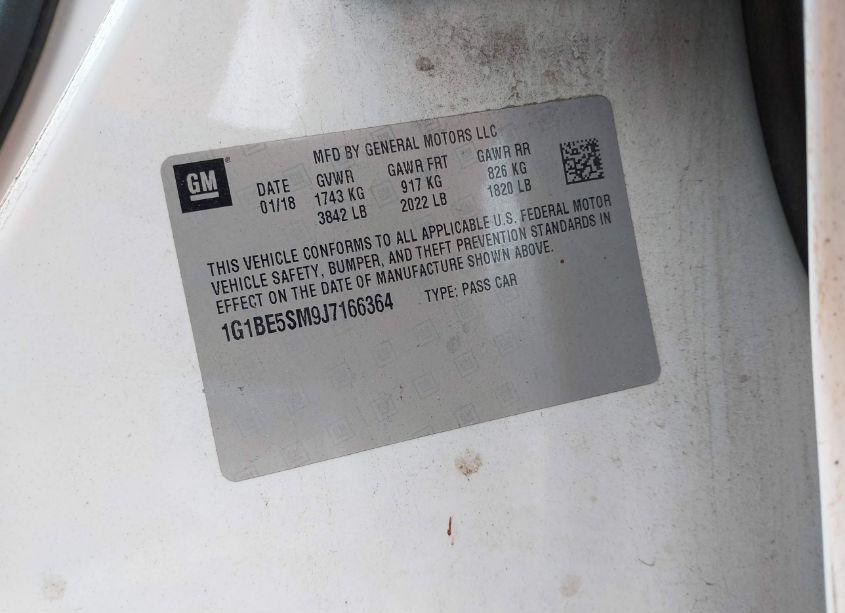 GM
MFD BY GENERAL MOTORS LLC
DATE GVWR GAWR FRT GAWR RR
01/18 1743 KG 917 KG 826 KG
3842 LB 2022 LB 1820 LB
THIS VEHICLE CONFORMS TO ALL APPLICABLE U.S. FEDERAL MOTOR
VEHICLE SAFETY, BUMPER, AND THEFT PREVENTION STANDARDS IN
EFFECT ON THE DATE OF MANUFACTURE SHOWN ABOVE.
1G1BE5SM9J7166364 TYPE: PASS CAR